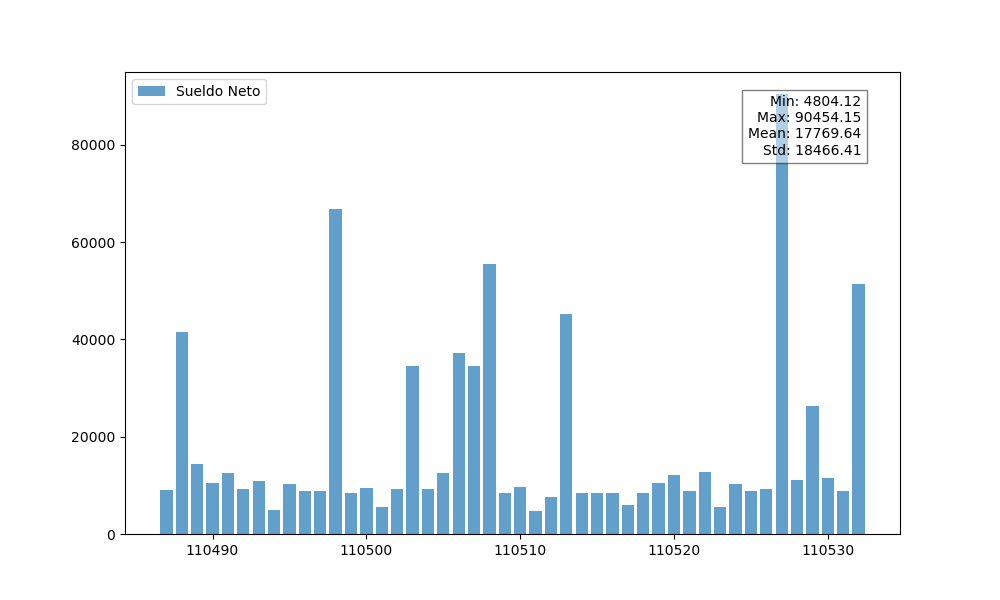 Sueldo Neto
Min: 4804.12
Max: 90454.15
Mean: 17769.64
Std: 18466.41
80000
60000
40000
20000
0
110490
110500
110510
110520
110530